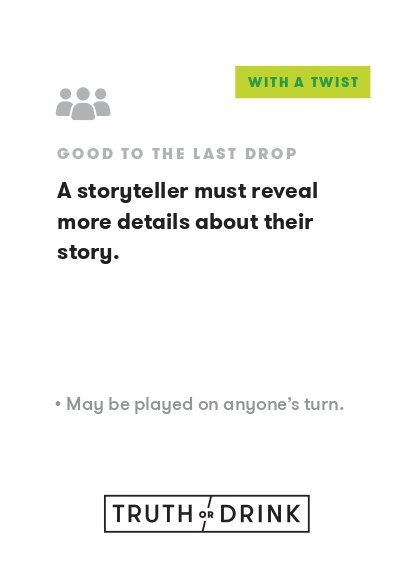 WITH A TWIST
GOOD TO THE LAST DROP
A storyteller must reveal
more details about their
story.
• May be played on anyone's turn.
TRUTH OR DRINK